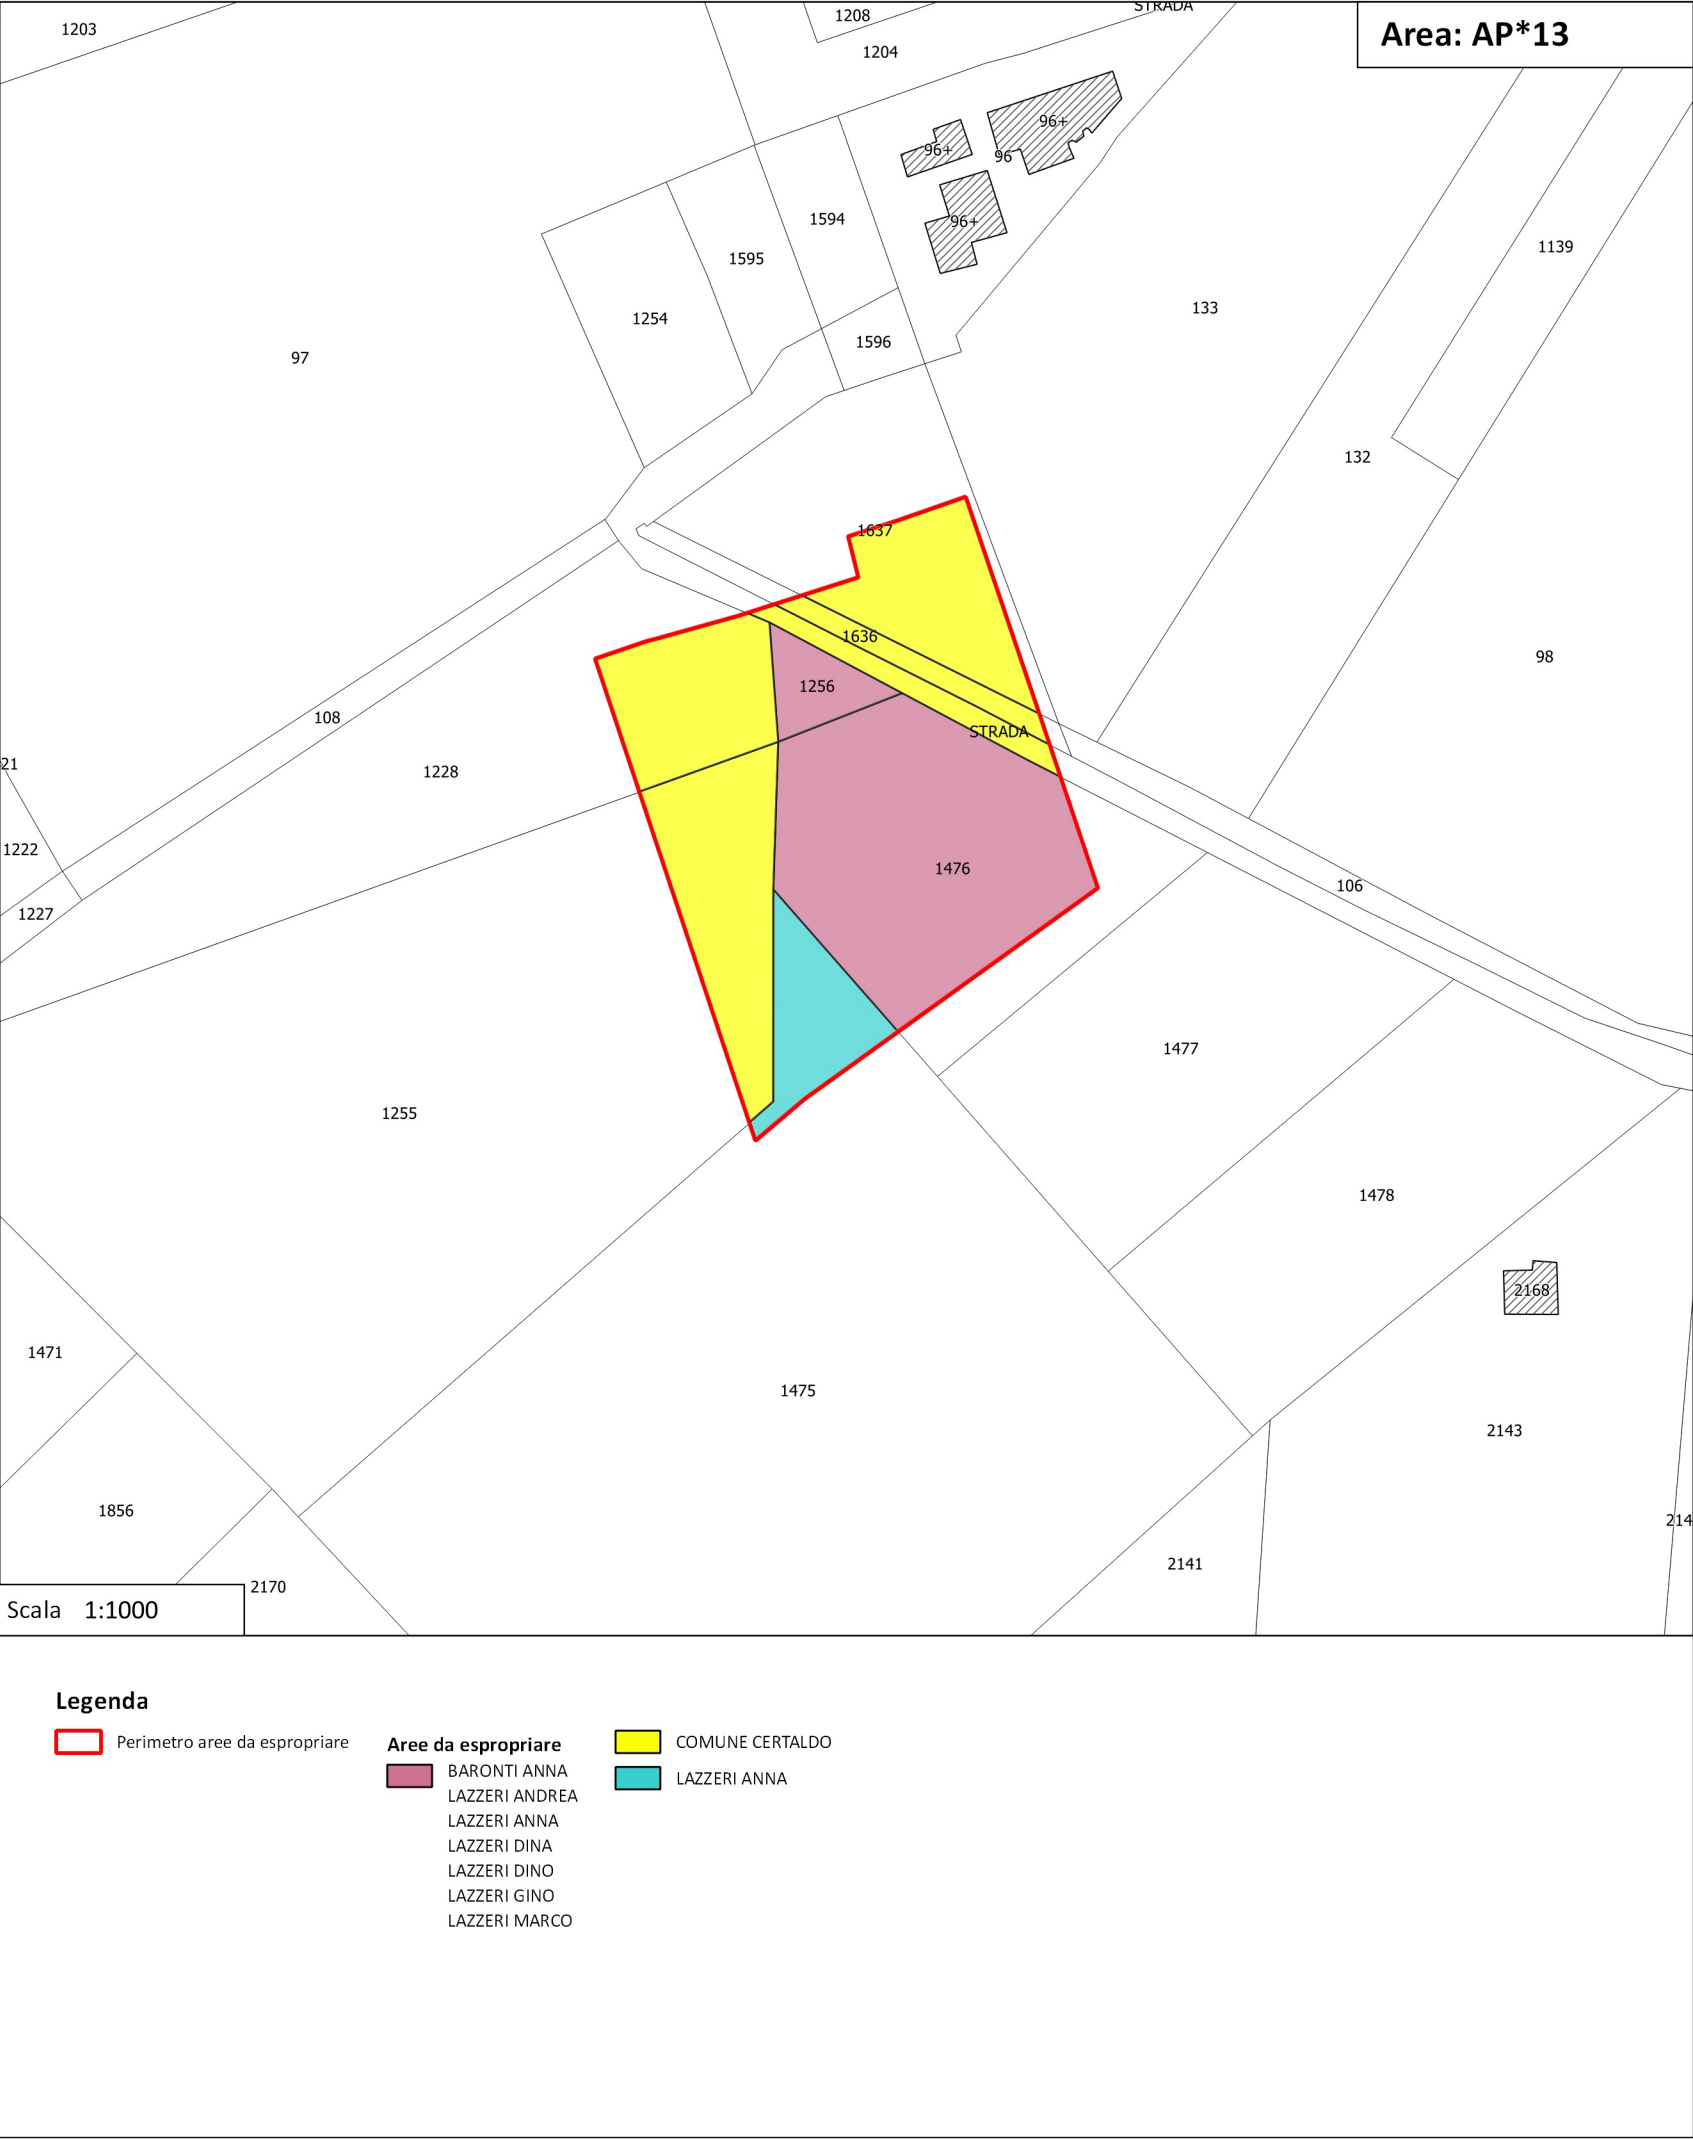 STRADA
1208
1203
Area: AP*13
1204
96+
96+
96
1594
96+
1139
1595
133
1254
1596
97
132
1637
1636
98
1256
108
STRADA
21
1228
1222
1476
106
1227
1477
1255
1478
2168
1471
1475
2143
1856
214
2141
2170
Scala 1:1000
Legenda
Perimetro aree da espropriare
Aree da espropriare
BARONTI ANNA
LAZZERI ANDREA
LAZZERI ANNA
LAZZERI DINA
LAZZERI DINO
LAZZERI GINO
LAZZERI MARCO
COMUNE CERTALDO
LAZZERI ANNA